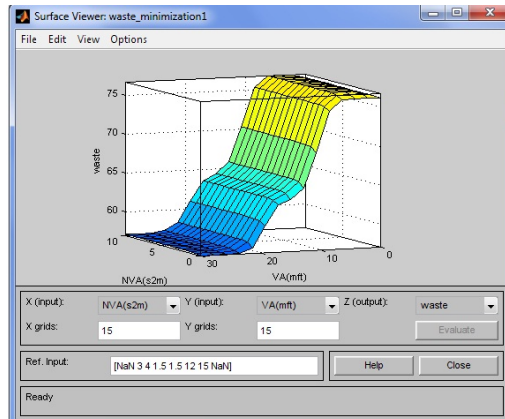 Surface Viewer: waste_minimization1
File Edit View Options
75
70
65
60
waste
10
5
0
NVA(s2m)
30
20
10
0
VA(mft)
X (input): NVA(s2m) Y (input): VA(mft) Z (output): waste
X grids: 15 Y grids: 15 Evaluate
Ref. Input: [NaN 3 4 1.5 1.5 12 15 NaN] Help Close
Ready